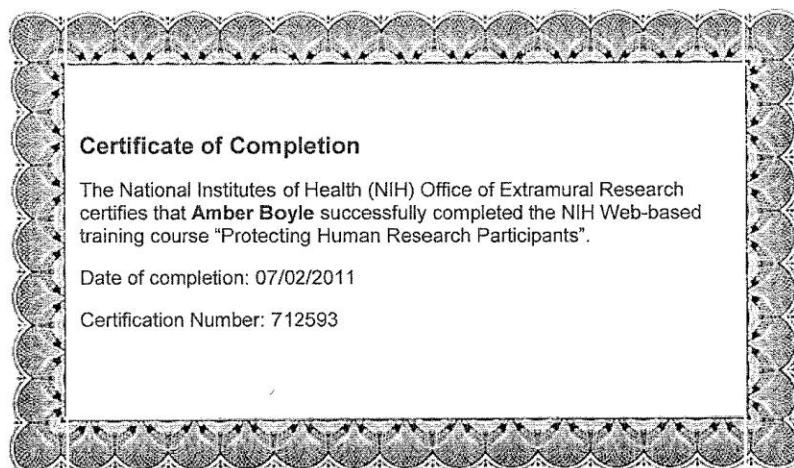 Certificate of Completion
The National Institutes of Health (NIH) Office of Extramural Research
certifies that Amber Boyle successfully completed the NIH Web-based
training course “Protecting Human Research Participants”.
Date of completion: 07/02/2011
Certification Number: 712593